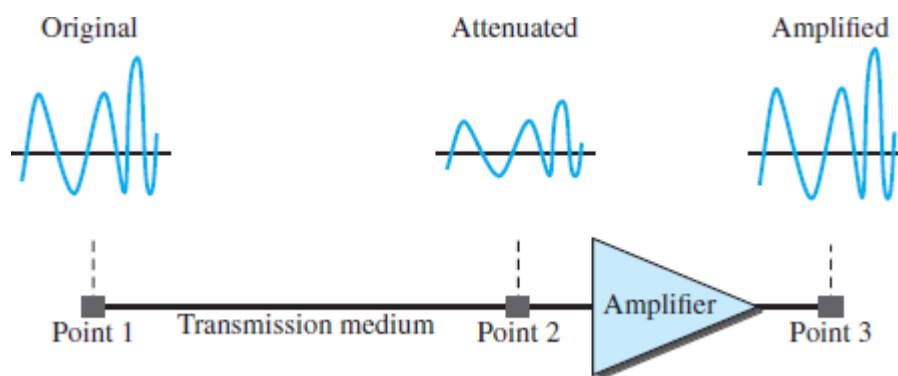 Original
Attenuated
Amplified
Amplifier
Point 1
Transmission medium
Point 2
Point 3